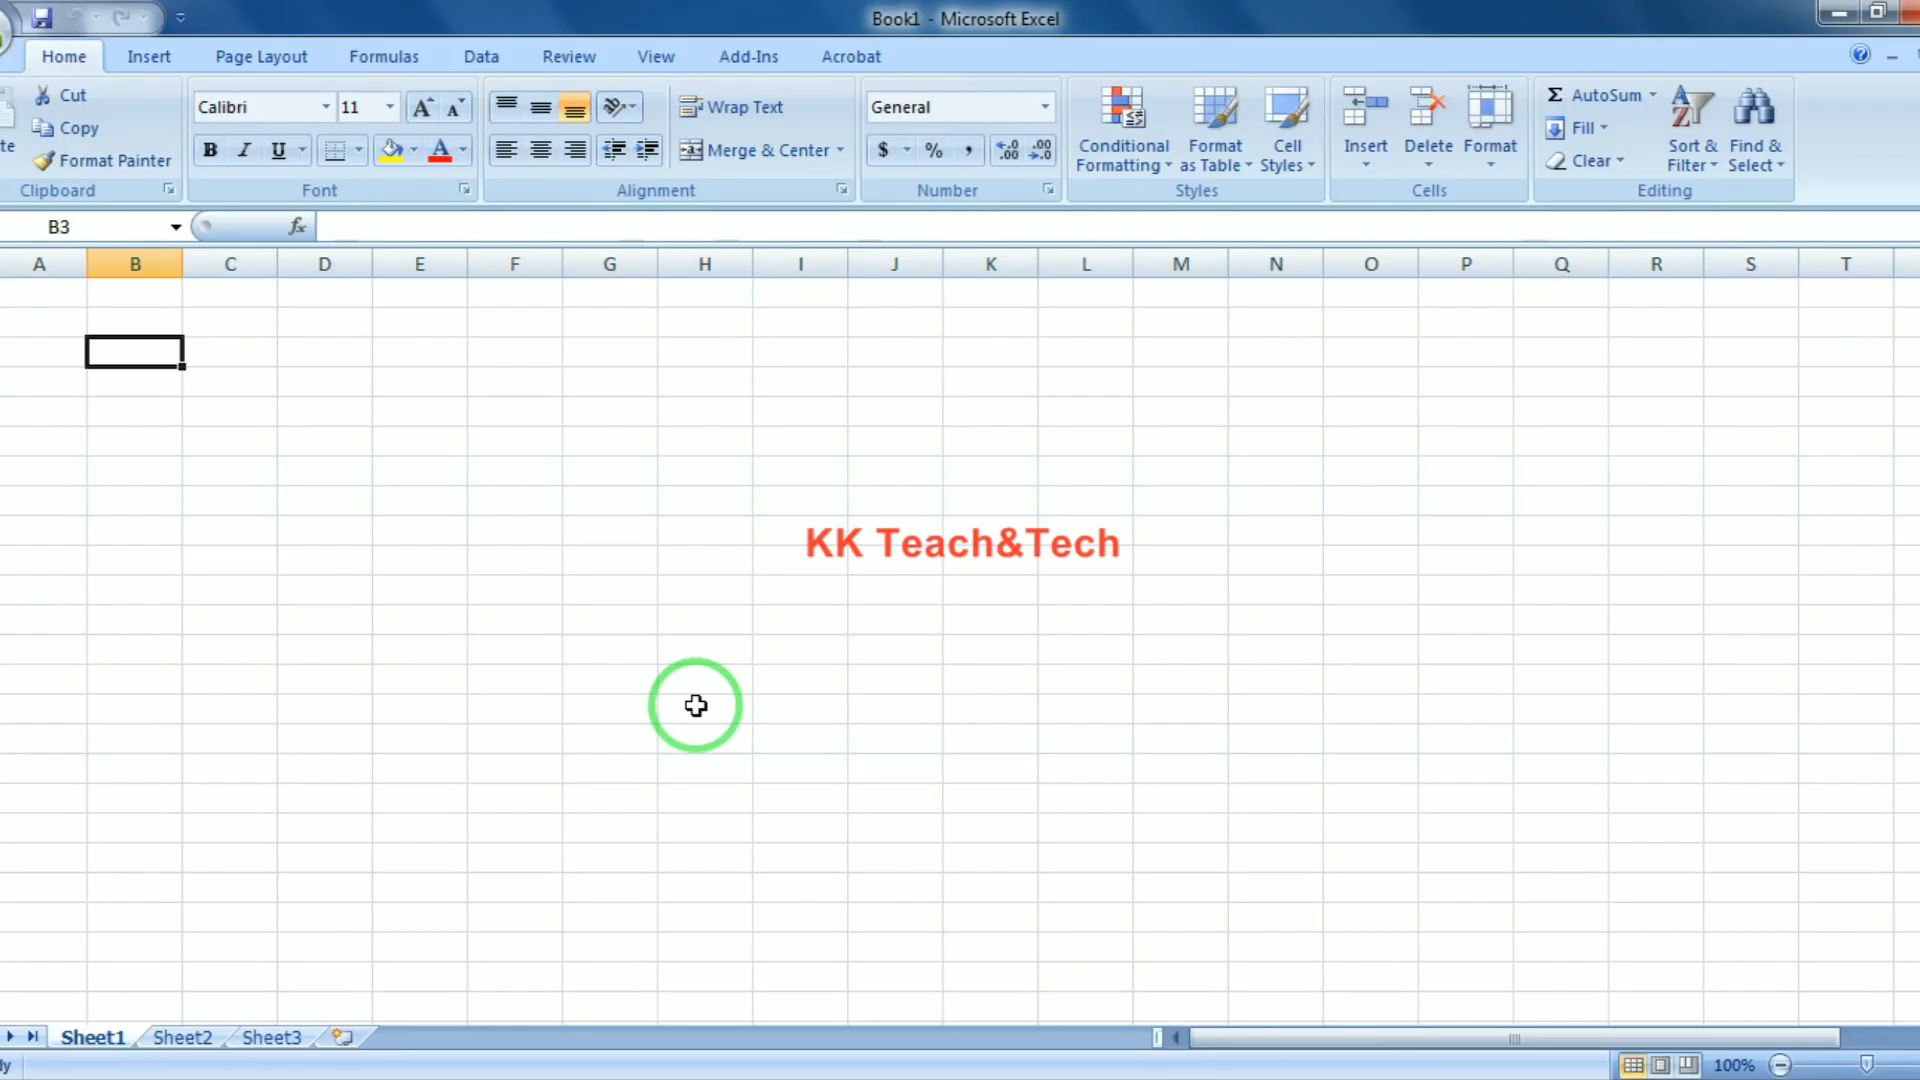 Book1 - Microsoft Excel
Home Insert Page Layout Formulas Data Review View Add-Ins Acrobat
Cut
Copy
Format Painter
Clipboard
Calibri 11
B I U
Font
Wrap Text
Merge & Center
Alignment
General
$ % ,
Number
Conditional Formatting
Format as Table
Cell Styles
Styles
Insert Delete Format
Cells
Σ AutoSum
Fill
Clear
Sort & Filter
Find & Select
Editing
B3 fx
A B C D E F G H I J K L M N O P Q R S T
KK Teach&Tech
Sheet1 Sheet2 Sheet3
100%